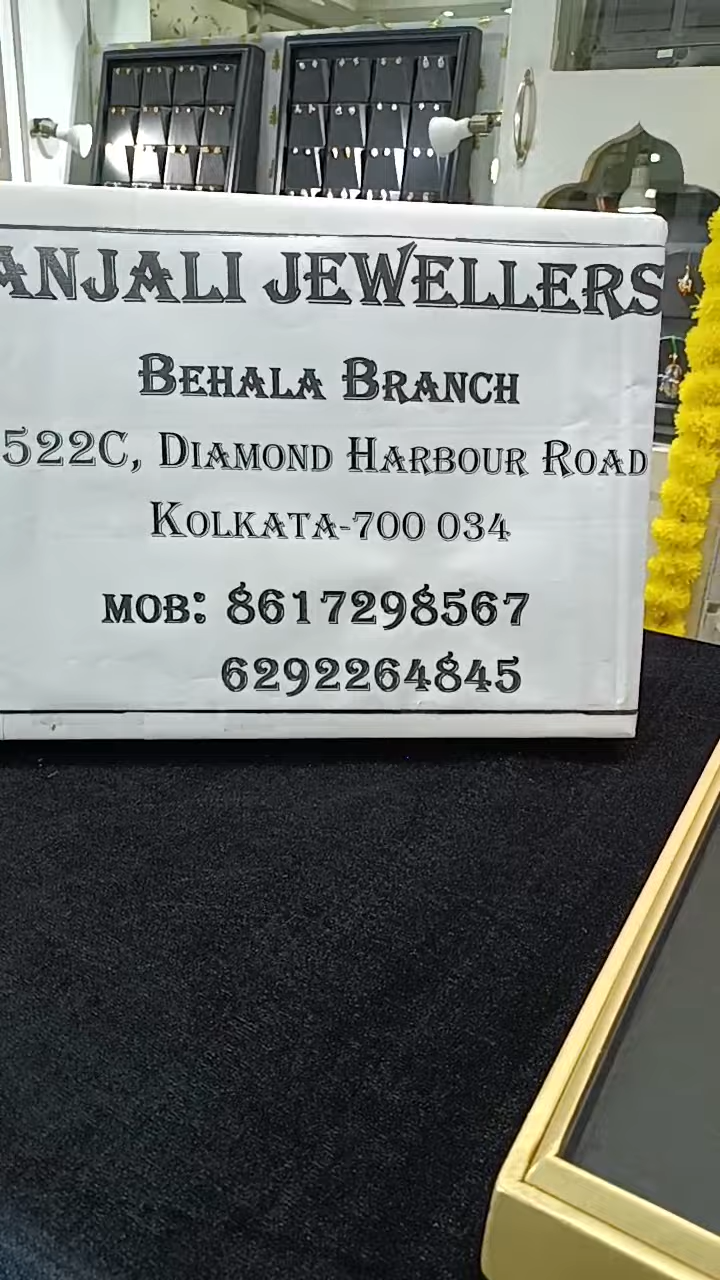 ANJALI JEWELLERS
BEHALA BRANCH
522C, DIAMOND HARBOUR ROAD
KOLKATA-700 034
MOB: 8617298567
6292264845